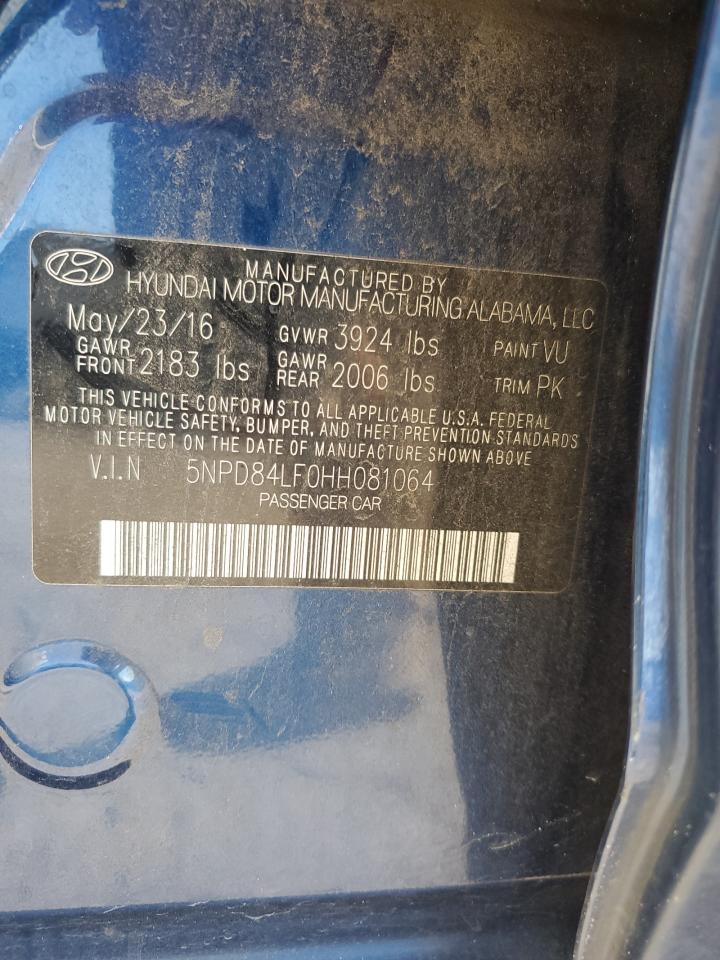 MANUFACTURED BY
HYUNDAI MOTOR MANUFACTURING ALABAMA, LLC
May/23/16 GVWR 3924 lbs PAINT VU
GAWR FRONT 2183 lbs GAWR REAR 2006 lbs TRIM PK
THIS VEHICLE CONFORMS TO ALL APPLICABLE U.S.A. FEDERAL
MOTOR VEHICLE SAFETY, BUMPER, AND THEFT PREVENTION STANDARDS
IN EFFECT ON THE DATE OF MANUFACTURE SHOWN ABOVE
V.I.N 5NPD84LF0HH081064
PASSENGER CAR